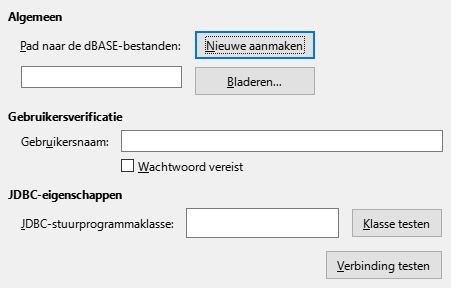 Algemeen
Pad naar de dBASE-bestanden: Nieuwe aanmaken
Bladeren...
Gebruikersverificatie
Gebruikersnaam:
Wachtwoord vereist
JDBC-eigenschappen
JDBC-stuurprogrammaklasse: Klasse testen
Verbinding testen